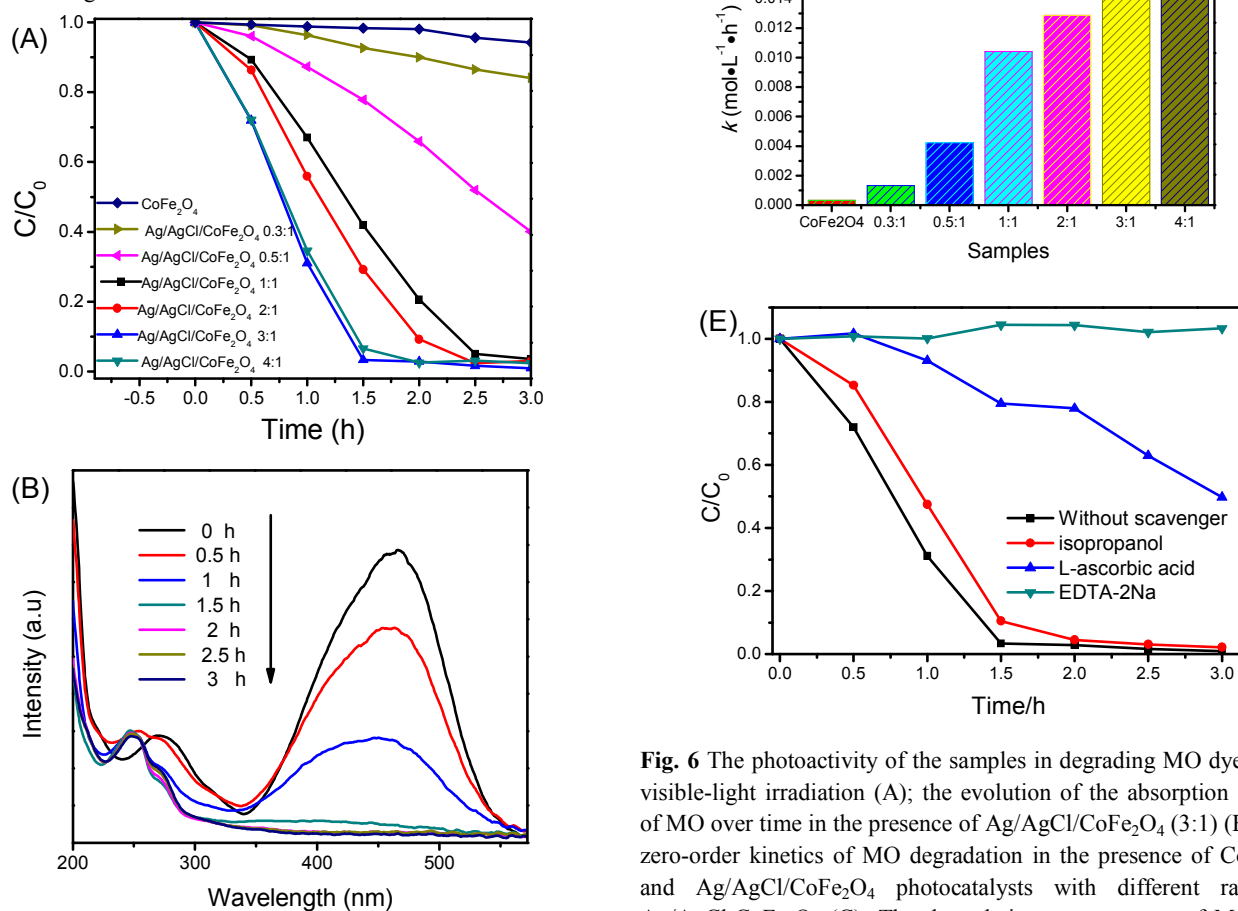 (A)
1.0
0.8
0.6
0.4
0.2
0.0
C/C₀
CoFe₂O₄
Ag/AgCl/CoFe₂O₄ 0.3:1
Ag/AgCl/CoFe₂O₄ 0.5:1
Ag/AgCl/CoFe₂O₄ 1:1
Ag/AgCl/CoFe₂O₄ 2:1
Ag/AgCl/CoFe₂O₄ 3:1
Ag/AgCl/CoFe₂O₄ 4:1
-0.5 0.0 0.5 1.0 1.5 2.0 2.5 3.0
Time (h)
(B)
Intensity (a.u)
0 h
0.5 h
1 h
1.5 h
2 h
2.5 h
3 h
200 300 400 500
Wavelength (nm)
0.014
0.012
0.010
0.008
0.006
0.004
0.002
0.000
k (mol•L⁻¹•h⁻¹)
CoFe2O4 0.3:1 0.5:1 1:1 2:1 3:1 4:1
Samples
(E)
1.0
0.8
0.6
0.4
0.2
0.0
C/C₀
Without scavenger
isopropanol
L-ascorbic acid
EDTA-2Na
0.0 0.5 1.0 1.5 2.0 2.5 3.0
Time/h
Fig. 6 The photoactivity of the samples in degrading MO dye
visible-light irradiation (A); the evolution of the absorption
of MO over time in the presence of Ag/AgCl/CoFe₂O₄ (3:1)
zero-order kinetics of MO degradation in the presence of
and Ag/AgCl/CoFe₂O₄ photocatalysts with different